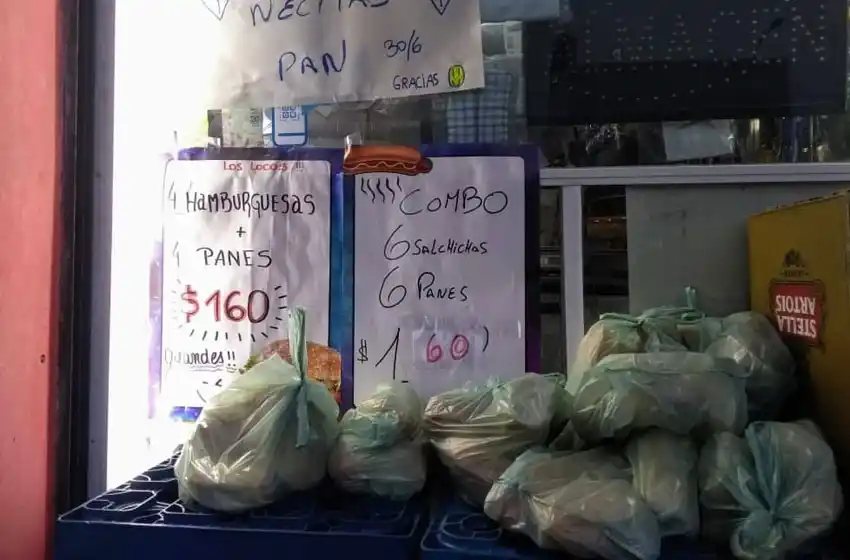 NECITAS
PAN 30/6
GRACIAS
Los Locos !!!
4 HAMBURGUESAS
+
4 PANES
$160
Grandes!!
COMBO
6 SALCHICHAS
6 PANES
$ 160
STELLA
ARTOIS